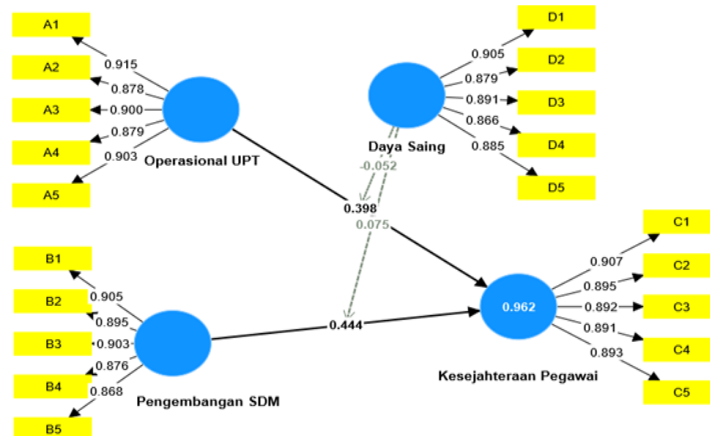 A1
A2
A3
A4
A5
0.915
0.878
0.900
0.879
0.903
Operasional UPT
D1
D2
D3
D4
D5
0.905
0.879
0.891
0.866
0.885
Daya Saing
-0.052
0.398
0.075
0.444
B1
B2
B3
B4
B5
0.905
0.895
0.903
0.876
0.868
Pengembangan SDM
C1
C2
C3
C4
C5
0.907
0.895
0.892
0.891
0.893
0.962
Kesejahteraan Pegawai